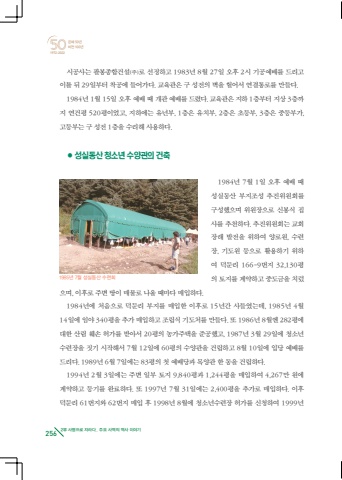 50
시공사는 월봉종합건설(주)로 선정하고 1983년 8월 27일 오후 2시 기공예배를 드리고
이틀 뒤 29일부터 착공에 들어가다. 교육관은 구 성전의 벽을 헐어서 연결통로를 만들다.
1984년 1월 15일 오후 예배 때 개관 예배를 드렸다. 교육관은 지하 1층부터 지상 3층까
지 연건평 520평이었고, 지하에는 유년부, 1층은 유치부, 2층은 초등부, 3층은 중등부가,
고등부는 구 성전 1층을 수리해 사용하다.
● 성실동산 청소년 수양관의 건축
1984년 7월 1일 오후 예배 때
성실동산 부지조성 추진위원회를
구성했으며 위원장으로 신봉식 집
사를 추천하다. 추진위원회는 교회
장래 발전을 위하여 양로원, 수련
장, 기도원 등으로 활용하기 위하
여 덕문리 166-9번지 32,130평
의 토지를 계약하고 중도금을 치렀
1985년 7월 성실동산 수련회
으며, 이후로 주변 땅이 매물로 나올 때마다 매입하다.
1984년에 처음으로 덕문리 부지를 매입한 이후로 15년간 사들였는데, 1985년 4월
14일에 임야 340평을 추가 매입하고 조립식 기도처를 만들다. 또 1986년 8월엔 282평에
대한 산림 훼손 허가를 받아서 20평의 농가주택을 준공했고, 1987년 3월 29일에 청소년
수련장을 짓기 시작해서 7월 12일에 60평의 수양관을 건립하고 8월 10일에 입당 예배를
드리다. 1989년 6월 7일에는 83평의 첫 예배당과 목양관 한 동을 건립하다.
1994년 2월 3일에는 주변 일부 토지 9,840평과 1,244평을 매입하여 4,267만 원에
계약하고 등기를 완료하다. 또 1997년 7월 31일에는 2,400평을 추가로 매입하다. 이후
덕문리 61번지와 62번지 매입 후 1998년 8월에 청소년수련장 허가를 신청하여 1999년
256
2부 사명으로 자라다, 주요 사역의 역사 이야기